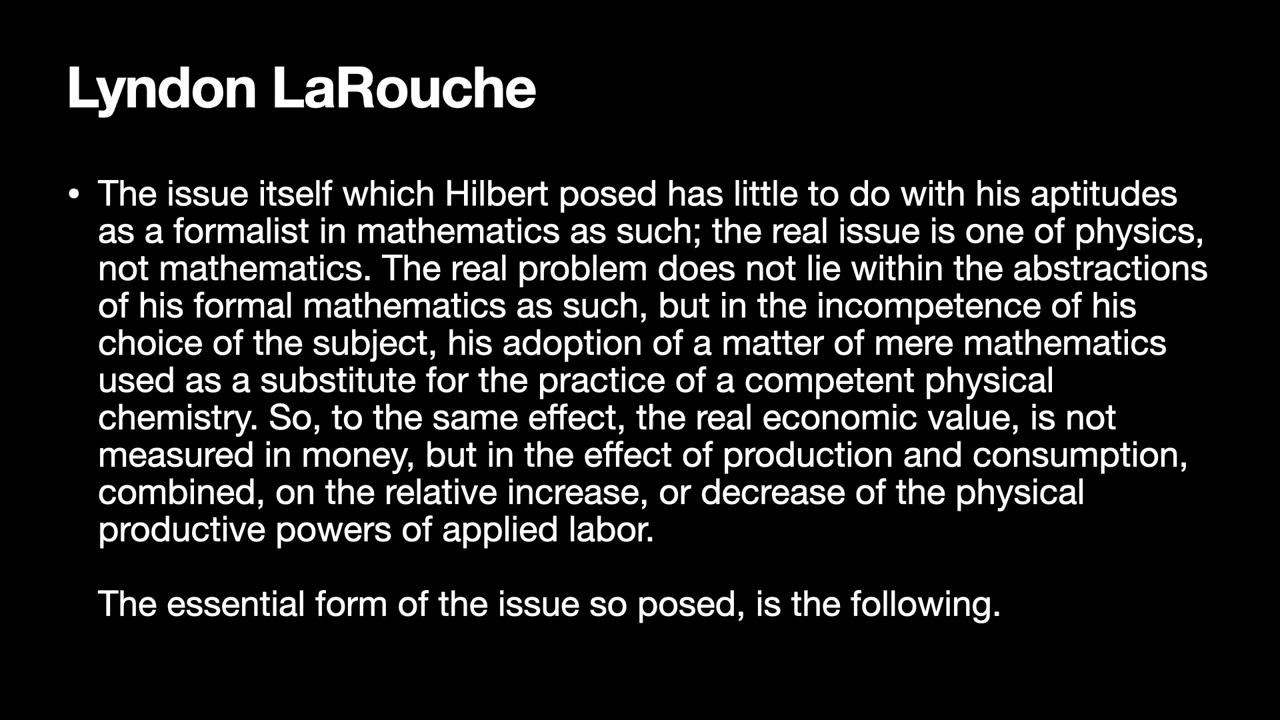 Lyndon LaRouche
• The issue itself which Hilbert posed has little to do with his aptitudes
as a formalist in mathematics as such; the real issue is one of physics,
not mathematics. The real problem does not lie within the abstractions
of his formal mathematics as such, but in the incompetence of his
choice of the subject, his adoption of a matter of mere mathematics
used as a substitute for the practice of a competent physical
chemistry. So, to the same effect, the real economic value, is not
measured in money, but in the effect of production and consumption,
combined, on the relative increase, or decrease of the physical
productive powers of applied labor.
The essential form of the issue so posed, is the following.